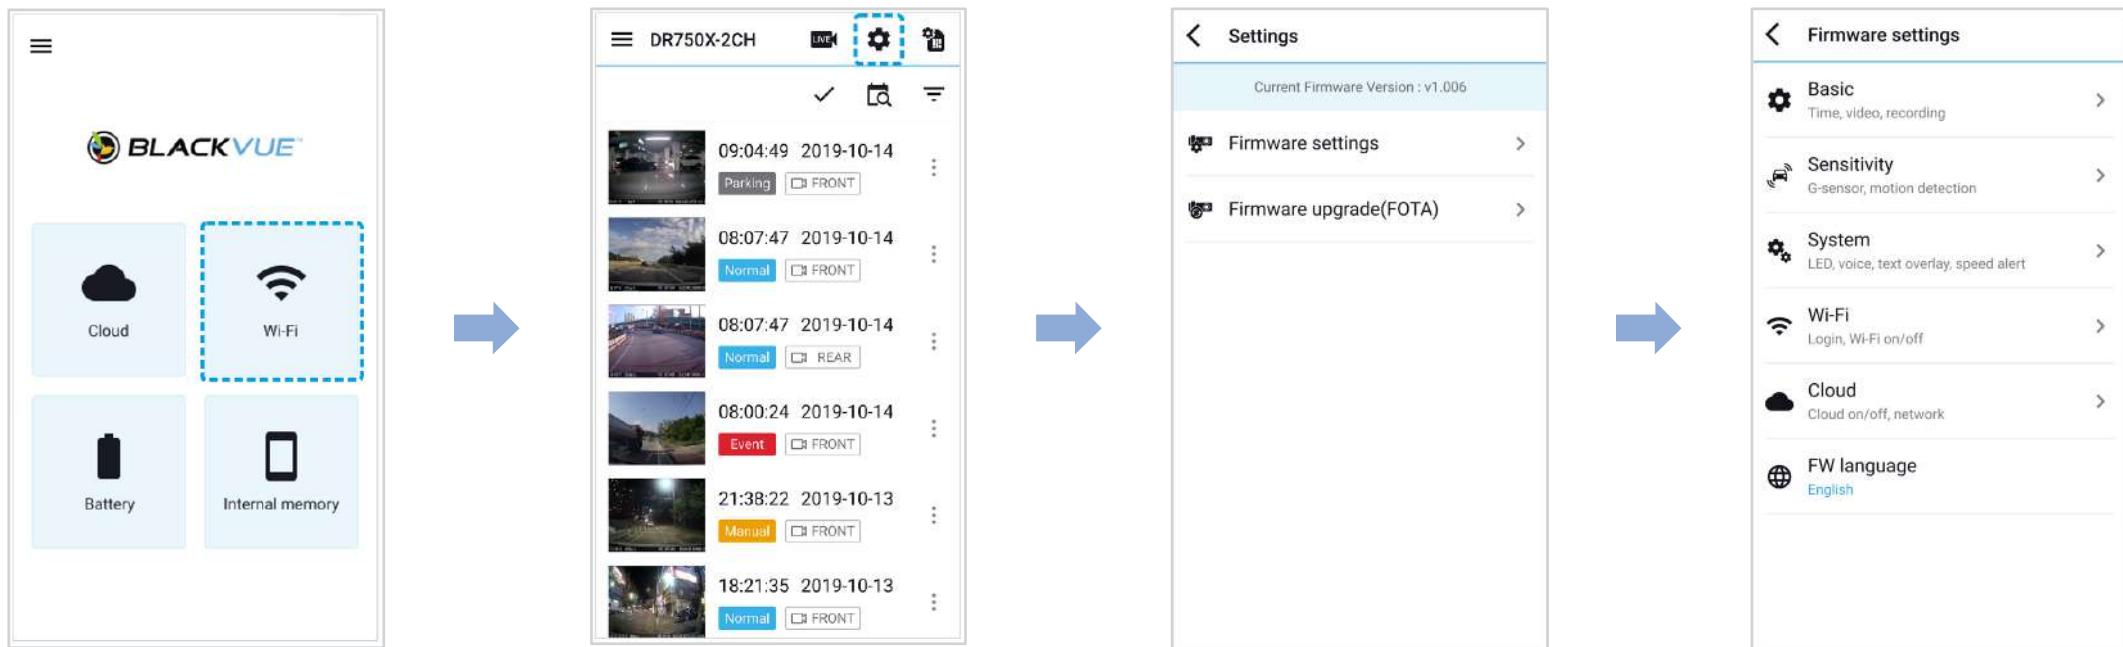 BLACKVUE
Cloud
Wi-Fi
Battery
Internal memory
DR750X-2CH
LIVE
09:04:49 2019-10-14
Parking FRONT
08:07:47 2019-10-14
Normal FRONT
08:07:47 2019-10-14
Normal REAR
08:00:24 2019-10-14
Event FRONT
21:38:22 2019-10-13
Manual FRONT
18:21:35 2019-10-13
Normal FRONT
Settings
Current Firmware Version : v1.006
Firmware settings
Firmware upgrade(FOTA)
Firmware settings
Basic
Time, video, recording
Sensitivity
G-sensor, motion detection
System
LED, voice, text overlay, speed alert
Wi-Fi
Login, Wi-Fi on/off
Cloud
Cloud on/off, network
FW language
English